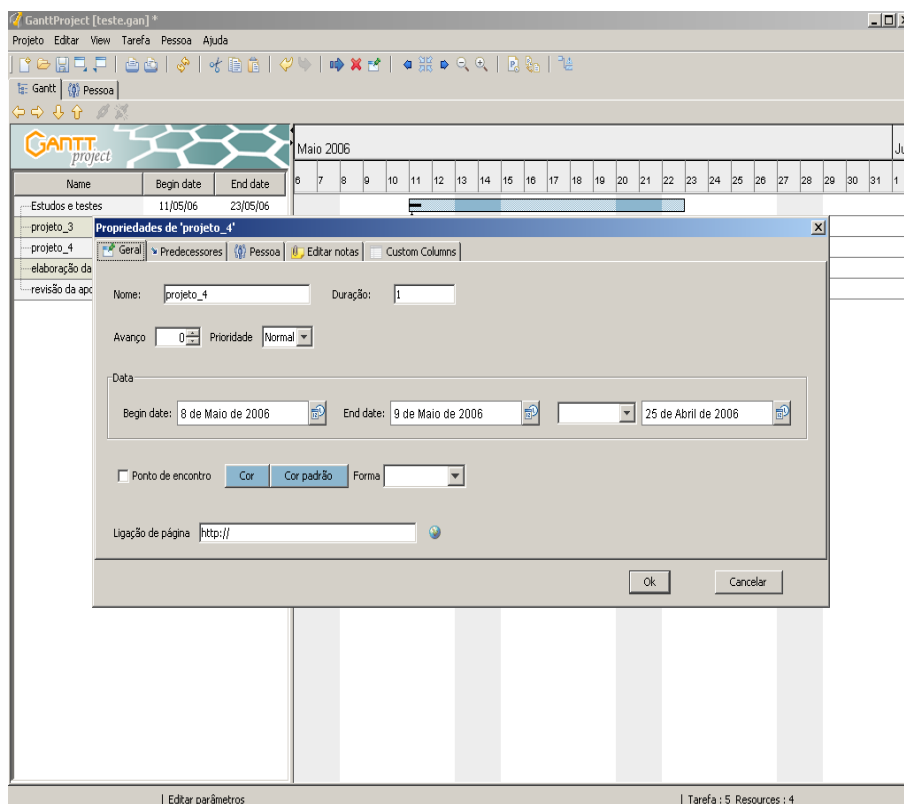 GanttProject [teste.gan] *
Projeto Editar View Tarefa Pessoa Ajuda
Gantt Pessoa
GANTT project
Maio 2006
Name Begin date End date 6 7 8 9 10 11 12 13 14 15 16 17 18 19 20 21 22 23 24 25 26 27 28 29 30 31 1
Estudos e testes 11/05/06 23/05/06
projeto_3
projeto_4
elaboração da
revisão da apo
Propriedades de 'projeto_4'
Geral Predecessores Pessoa Editar notas Custom Columns
Nome: projeto_4 Duração: 1
Avanço 0 Prioridade Normal
Data
Begin date: 8 de Maio de 2006 End date: 9 de Maio de 2006 25 de Abril de 2006
Ponto de encontro Cor Cor padrão Forma
Ligação de página http://
Ok Cancelar
Editar parâmetros Tarefa : 5 Resources : 4